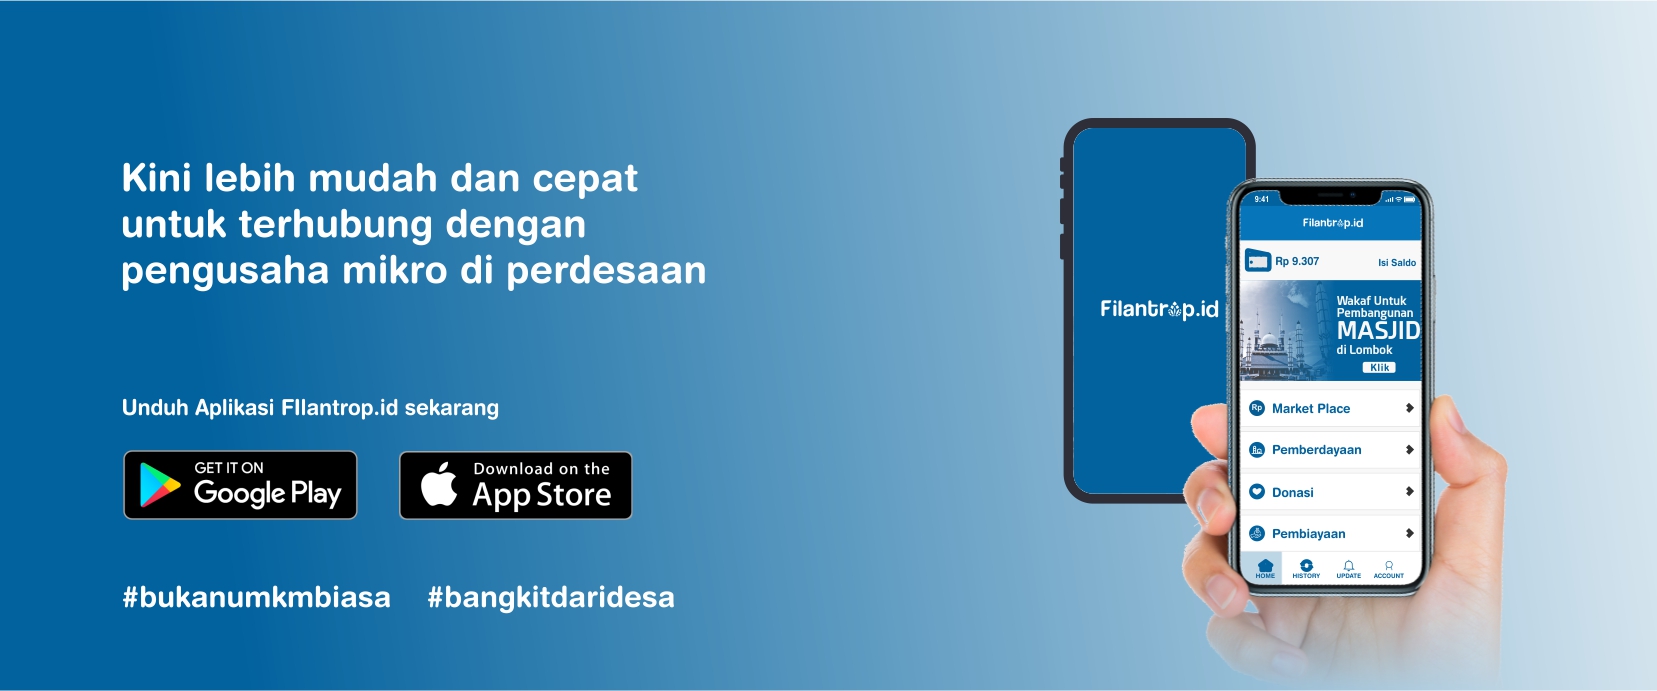 Kini lebih mudah dan cepat
untuk terhubung dengan
pengusaha mikro di perdesaan
Unduh Aplikasi FIlantrop.id sekarang
GET IT ON
Google Play
Download on the
App Store
#bukanumkmbiasa #bangkitdaridesa
Filantrop.id
9:41
Filantrop.id
Rp 9.307 Isi Saldo
Wakaf Untuk
Pembangunan
MASJID
di Lombok
Klik
Rp Market Place
Pemberdayaan
Donasi
Pembiayaan
HOME HISTORY UPDATE ACCOUNT